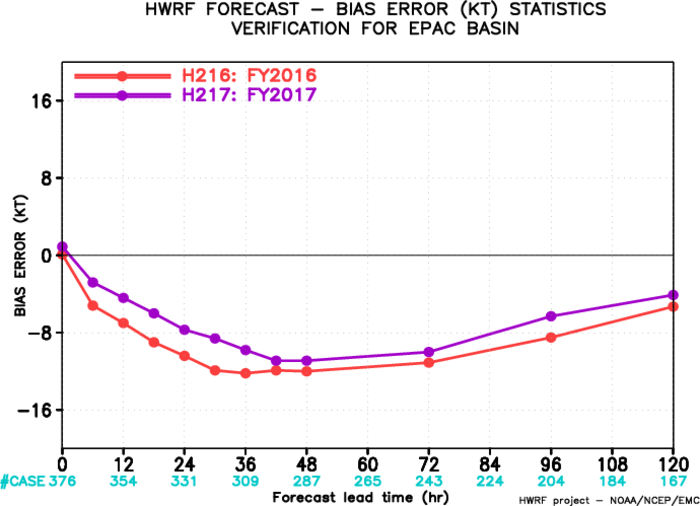 HWRF FORECAST – BIAS ERROR (KT) STATISTICS
VERIFICATION FOR EPAC BASIN
H216: FY2016
H217: FY2017
16
8
0
-8
-16
BIAS ERROR (KT)
0 12 24 36 48 60 72 84 96 108 120
#CASE 376 354 331 309 287 265 243 224 204 184 167
Forecast lead time (hr)
HWRF project – NOAA/NCEP/EMC